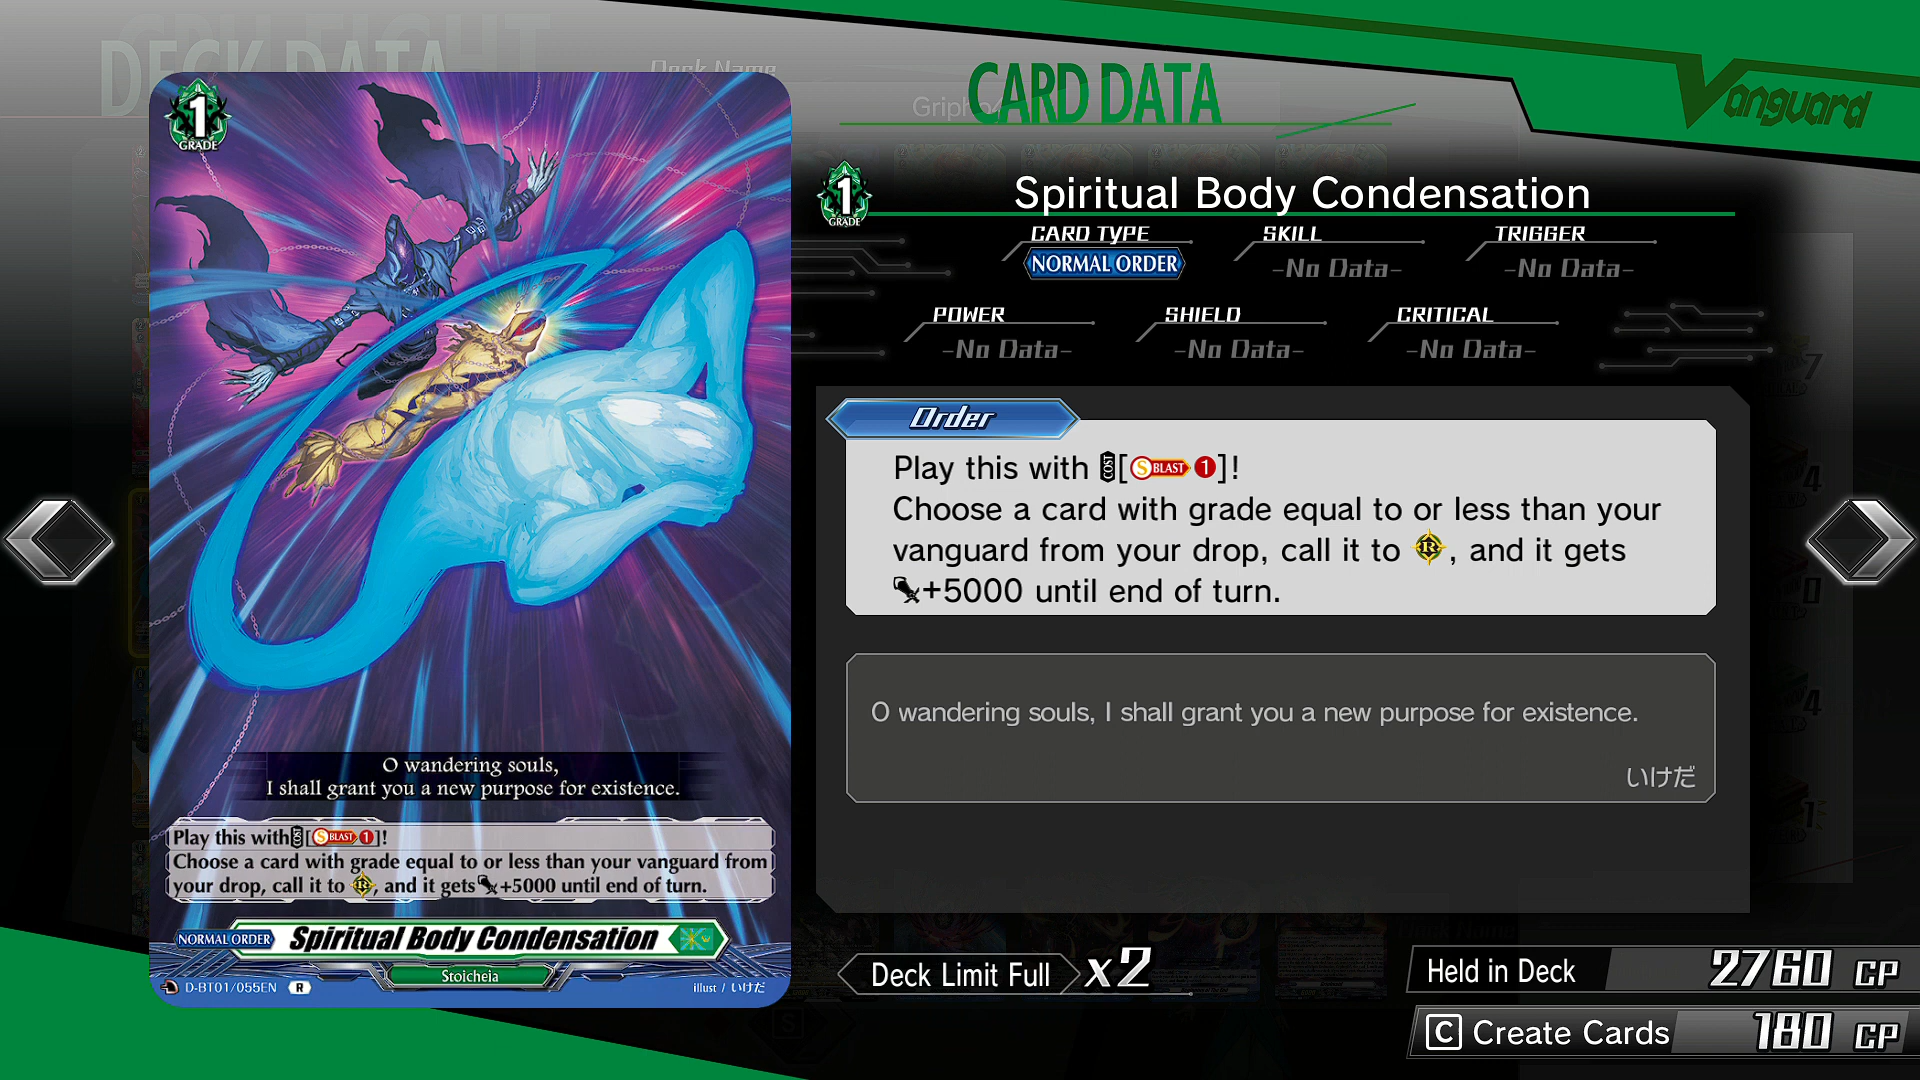 DECK DATA
Deck Name
CARD DATA
Vanguard
1
GRADE
1
GRADE
Spiritual Body Condensation
CARD TYPE
SKILL
TRIGGER
NORMAL ORDER
-No Data-
-No Data-
POWER
SHIELD
CRITICAL
-No Data-
-No Data-
-No Data-
Order
Play this with COST[S BLAST 1]!
Choose a card with grade equal to or less than your
vanguard from your drop, call it to R, and it gets
+5000 until end of turn.
O wandering souls, I shall grant you a new purpose for existence.
いけだ
O wandering souls,
I shall grant you a new purpose for existence.
Play this with COST[S BLAST 1]!
Choose a card with grade equal to or less than your vanguard from
your drop, call it to R, and it gets +5000 until end of turn.
NORMAL ORDER
Spiritual Body Condensation
Stoicheia
D-BT01/055EN R
illust / いけだ
Deck Limit Full x2
Held in Deck 2760 CP
C Create Cards 180 CP